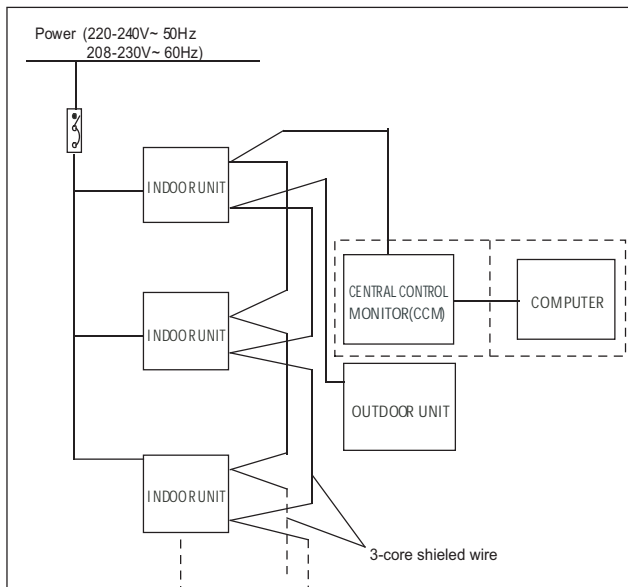 Power (220-240V~ 50Hz
208-230V~ 60Hz)
INDOOR UNIT
CENTRAL CONTROL
MONITOR(CCM)
COMPUTER
INDOOR UNIT
OUTDOOR UNIT
INDOOR UNIT
3-core shieled wire